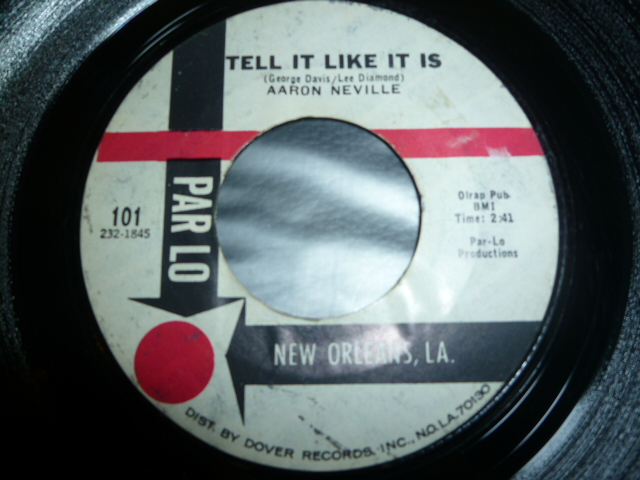 TELL IT LIKE IT IS
(George Davis/Lee Diamond)
AARON NEVILLE
101
232-1845
PAR LO
Olrap Pub.
BMI
Time: 2:41
Par-Lo
Productions
NEW ORLEANS, LA.
DIST. BY DOVER RECORDS, INC., N.O. LA. 70130